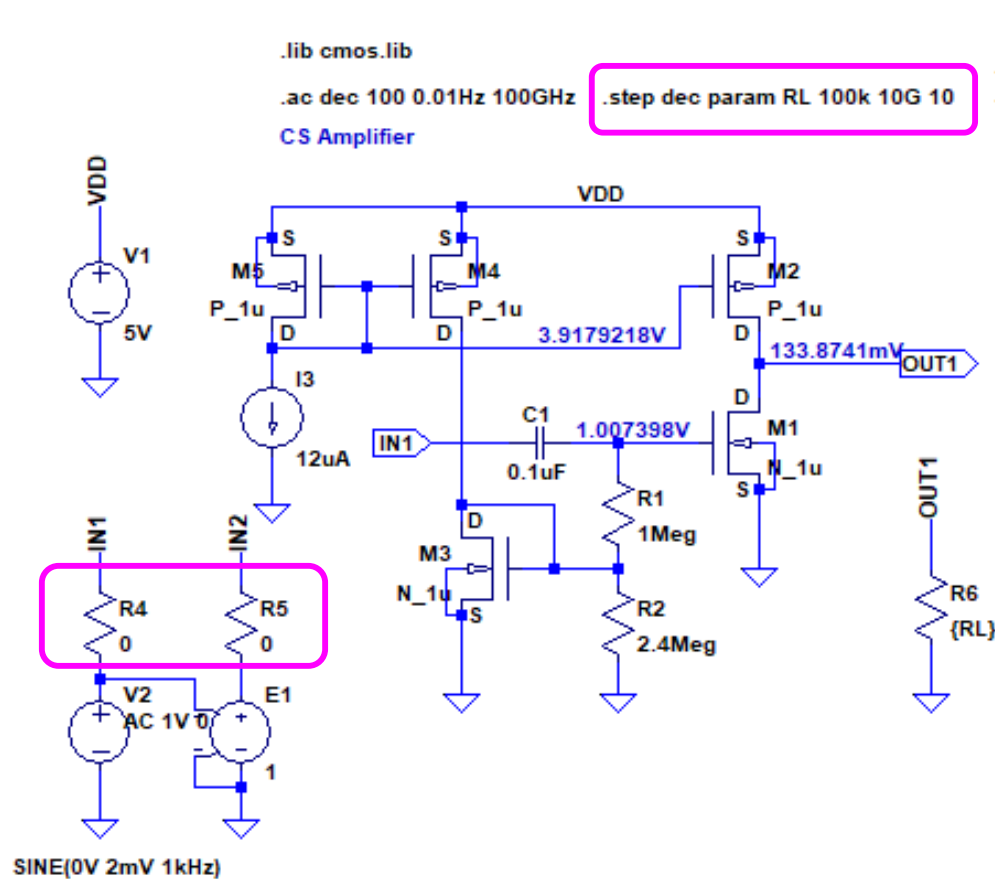 .lib cmos.lib
.ac dec 100 0.01Hz 100GHz
.step dec param RL 100k 10G 10
CS Amplifier
VDD
VDD
V1
5V
S
M5
P_1u
D
S
M4
P_1u
D
S
M2
P_1u
D
3.9179218V
133.8741mV
OUT1
I3
12uA
IN1
C1
0.1uF
1.007398V
D
M1
N_1u
S
R1
1Meg
D
M3
N_1u
S
R2
2.4Meg
OUT1
R6
{RL}
IN1
IN2
R4
0
R5
0
V2
AC 1V 0
E1
1
SINE(0V 2mV 1kHz)